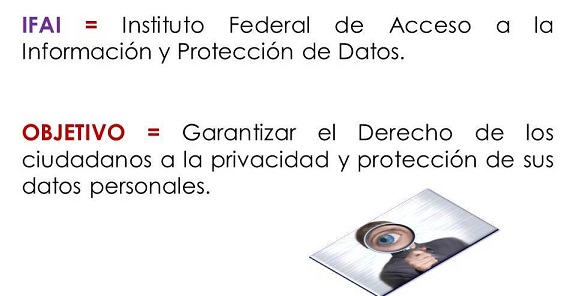 IFAI = Instituto Federal de Acceso a la
Información y Protección de Datos.
OBJETIVO = Garantizar el Derecho de los
ciudadanos a la privacidad y protección de sus
datos personales.